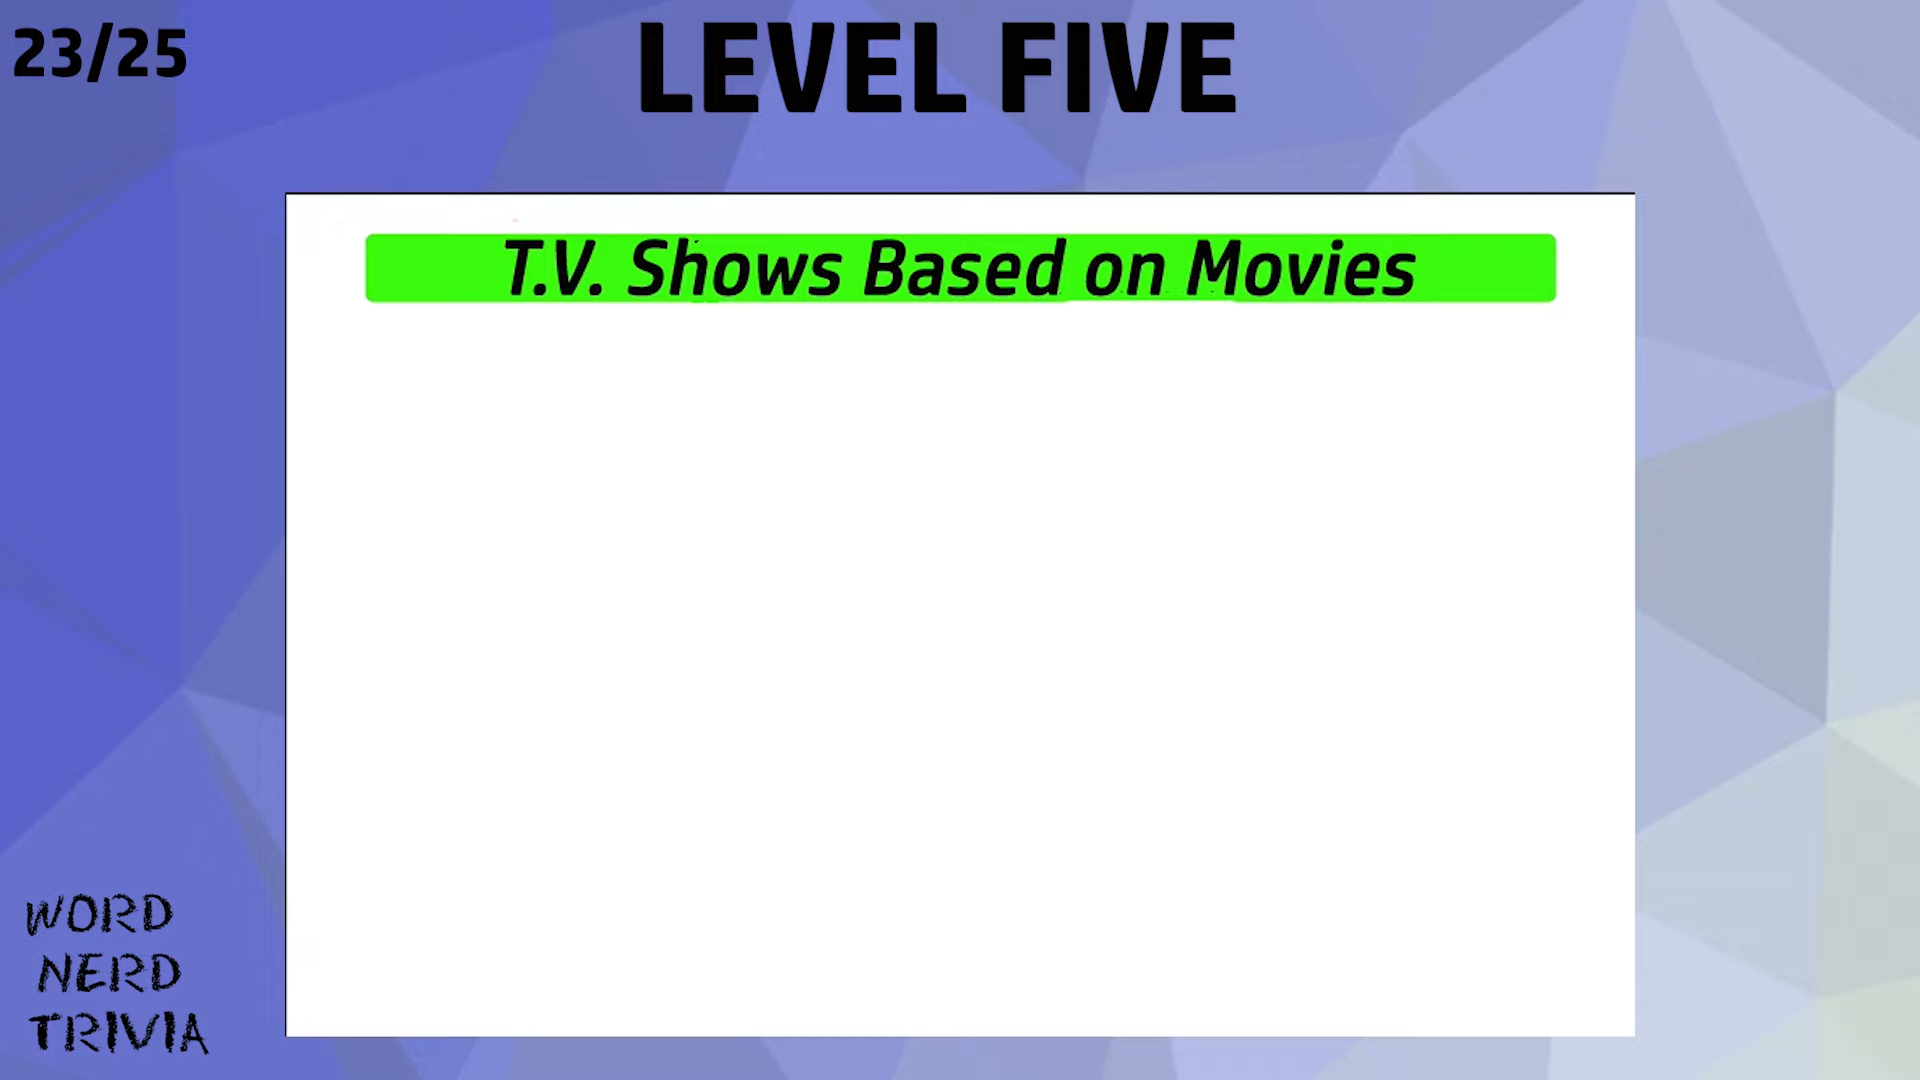 23/25
LEVEL FIVE
T.V. Shows Based on Movies
WORD
NERD
TRIVIA